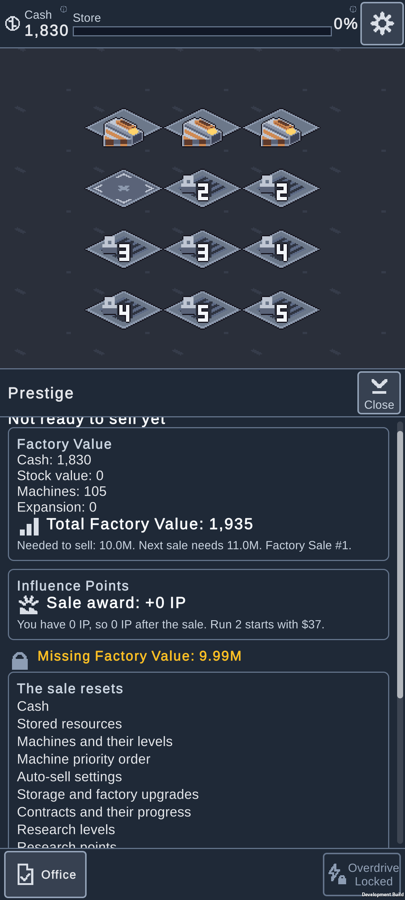 Cash
1,830
Store
0%
2
2
3
3
4
4
5
5
Prestige
Close
Not ready to sell yet
Factory Value
Cash: 1,830
Stock value: 0
Machines: 105
Expansion: 0
Total Factory Value: 1,935
Needed to sell: 10.0M. Next sale needs 11.0M. Factory Sale #1.
Influence Points
Sale award: +0 IP
You have 0 IP, so 0 IP after the sale. Run 2 starts with $37.
Missing Factory Value: 9.99M
The sale resets
Cash
Stored resources
Machines and their levels
Machine priority order
Auto-sell settings
Storage and factory upgrades
Contracts and their progress
Research levels
Research points
Office
Overdrive
Locked
Development Build